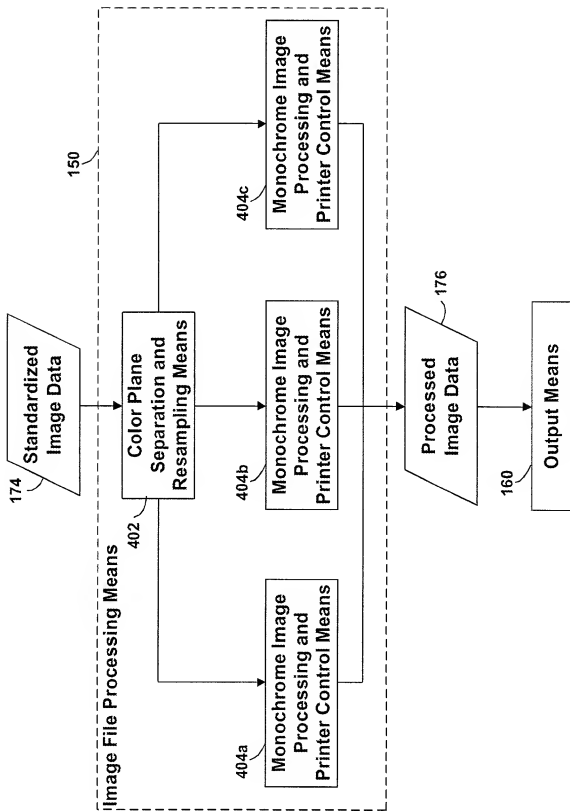 Standardized
Image Data
174
150
Image File Processing Means
Color Plane
Separation and
Resampling Means
402
Monochrome Image
Processing and
Printer Control Means
404a
Monochrome Image
Processing and
Printer Control Means
404b
Monochrome Image
Processing and
Printer Control Means
404c
Processed
Image Data
176
Output Means
160